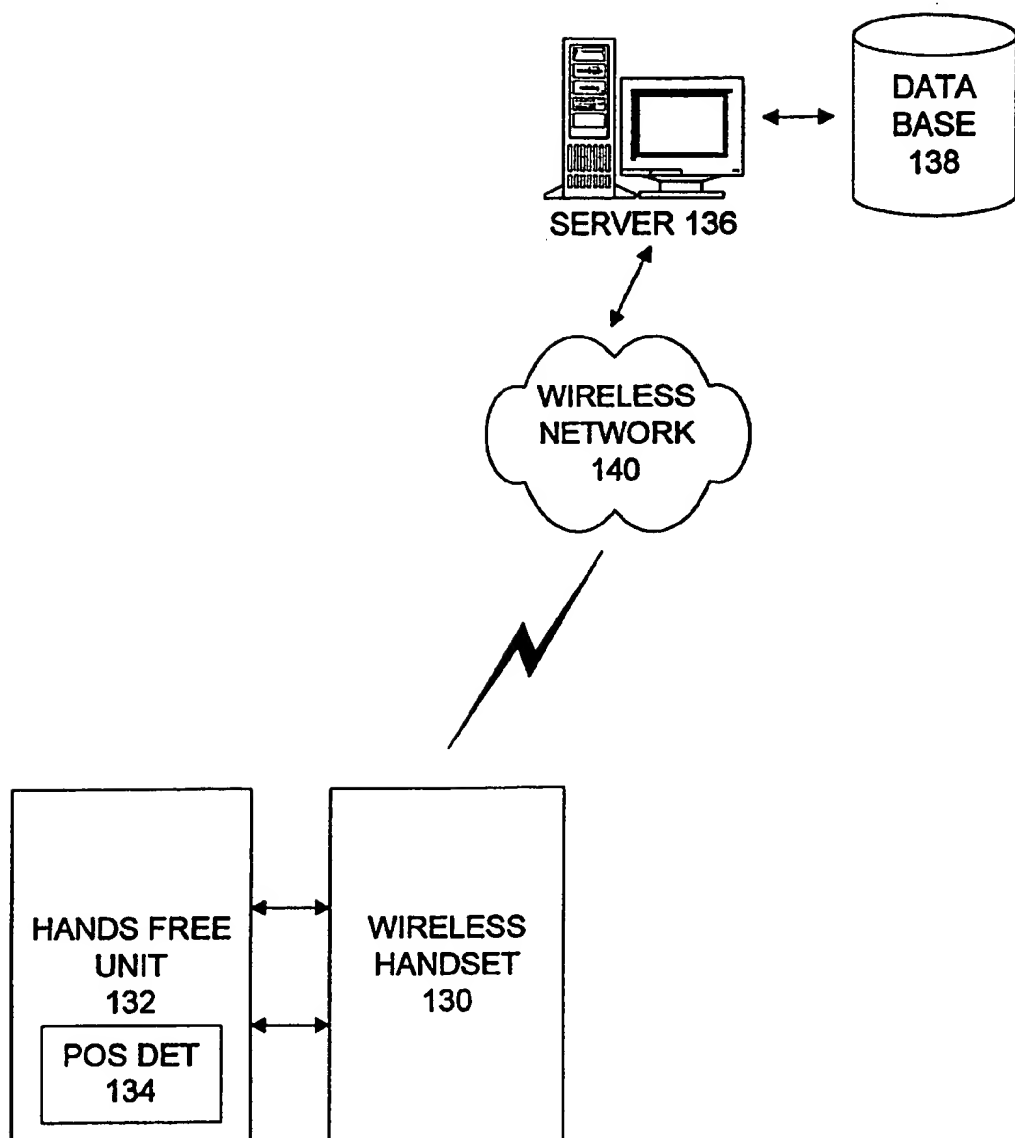 DATA
BASE
138
SERVER 136
WIRELESS
NETWORK
140
HANDS FREE
UNIT
132
POS DET
134
WIRELESS
HANDSET
130